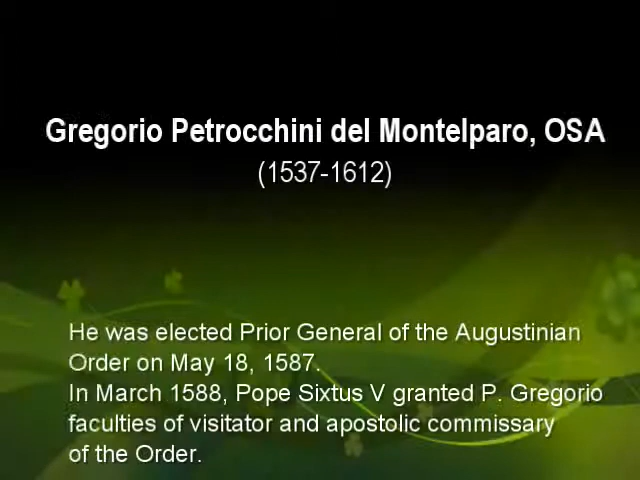 Gregorio Petrocchini del Montelparo, OSA
(1537-1612)
He was elected Prior General of the Augustinian
Order on May 18, 1587.
In March 1588, Pope Sixtus V granted P. Gregorio
faculties of visitator and apostolic commissary
of the Order.